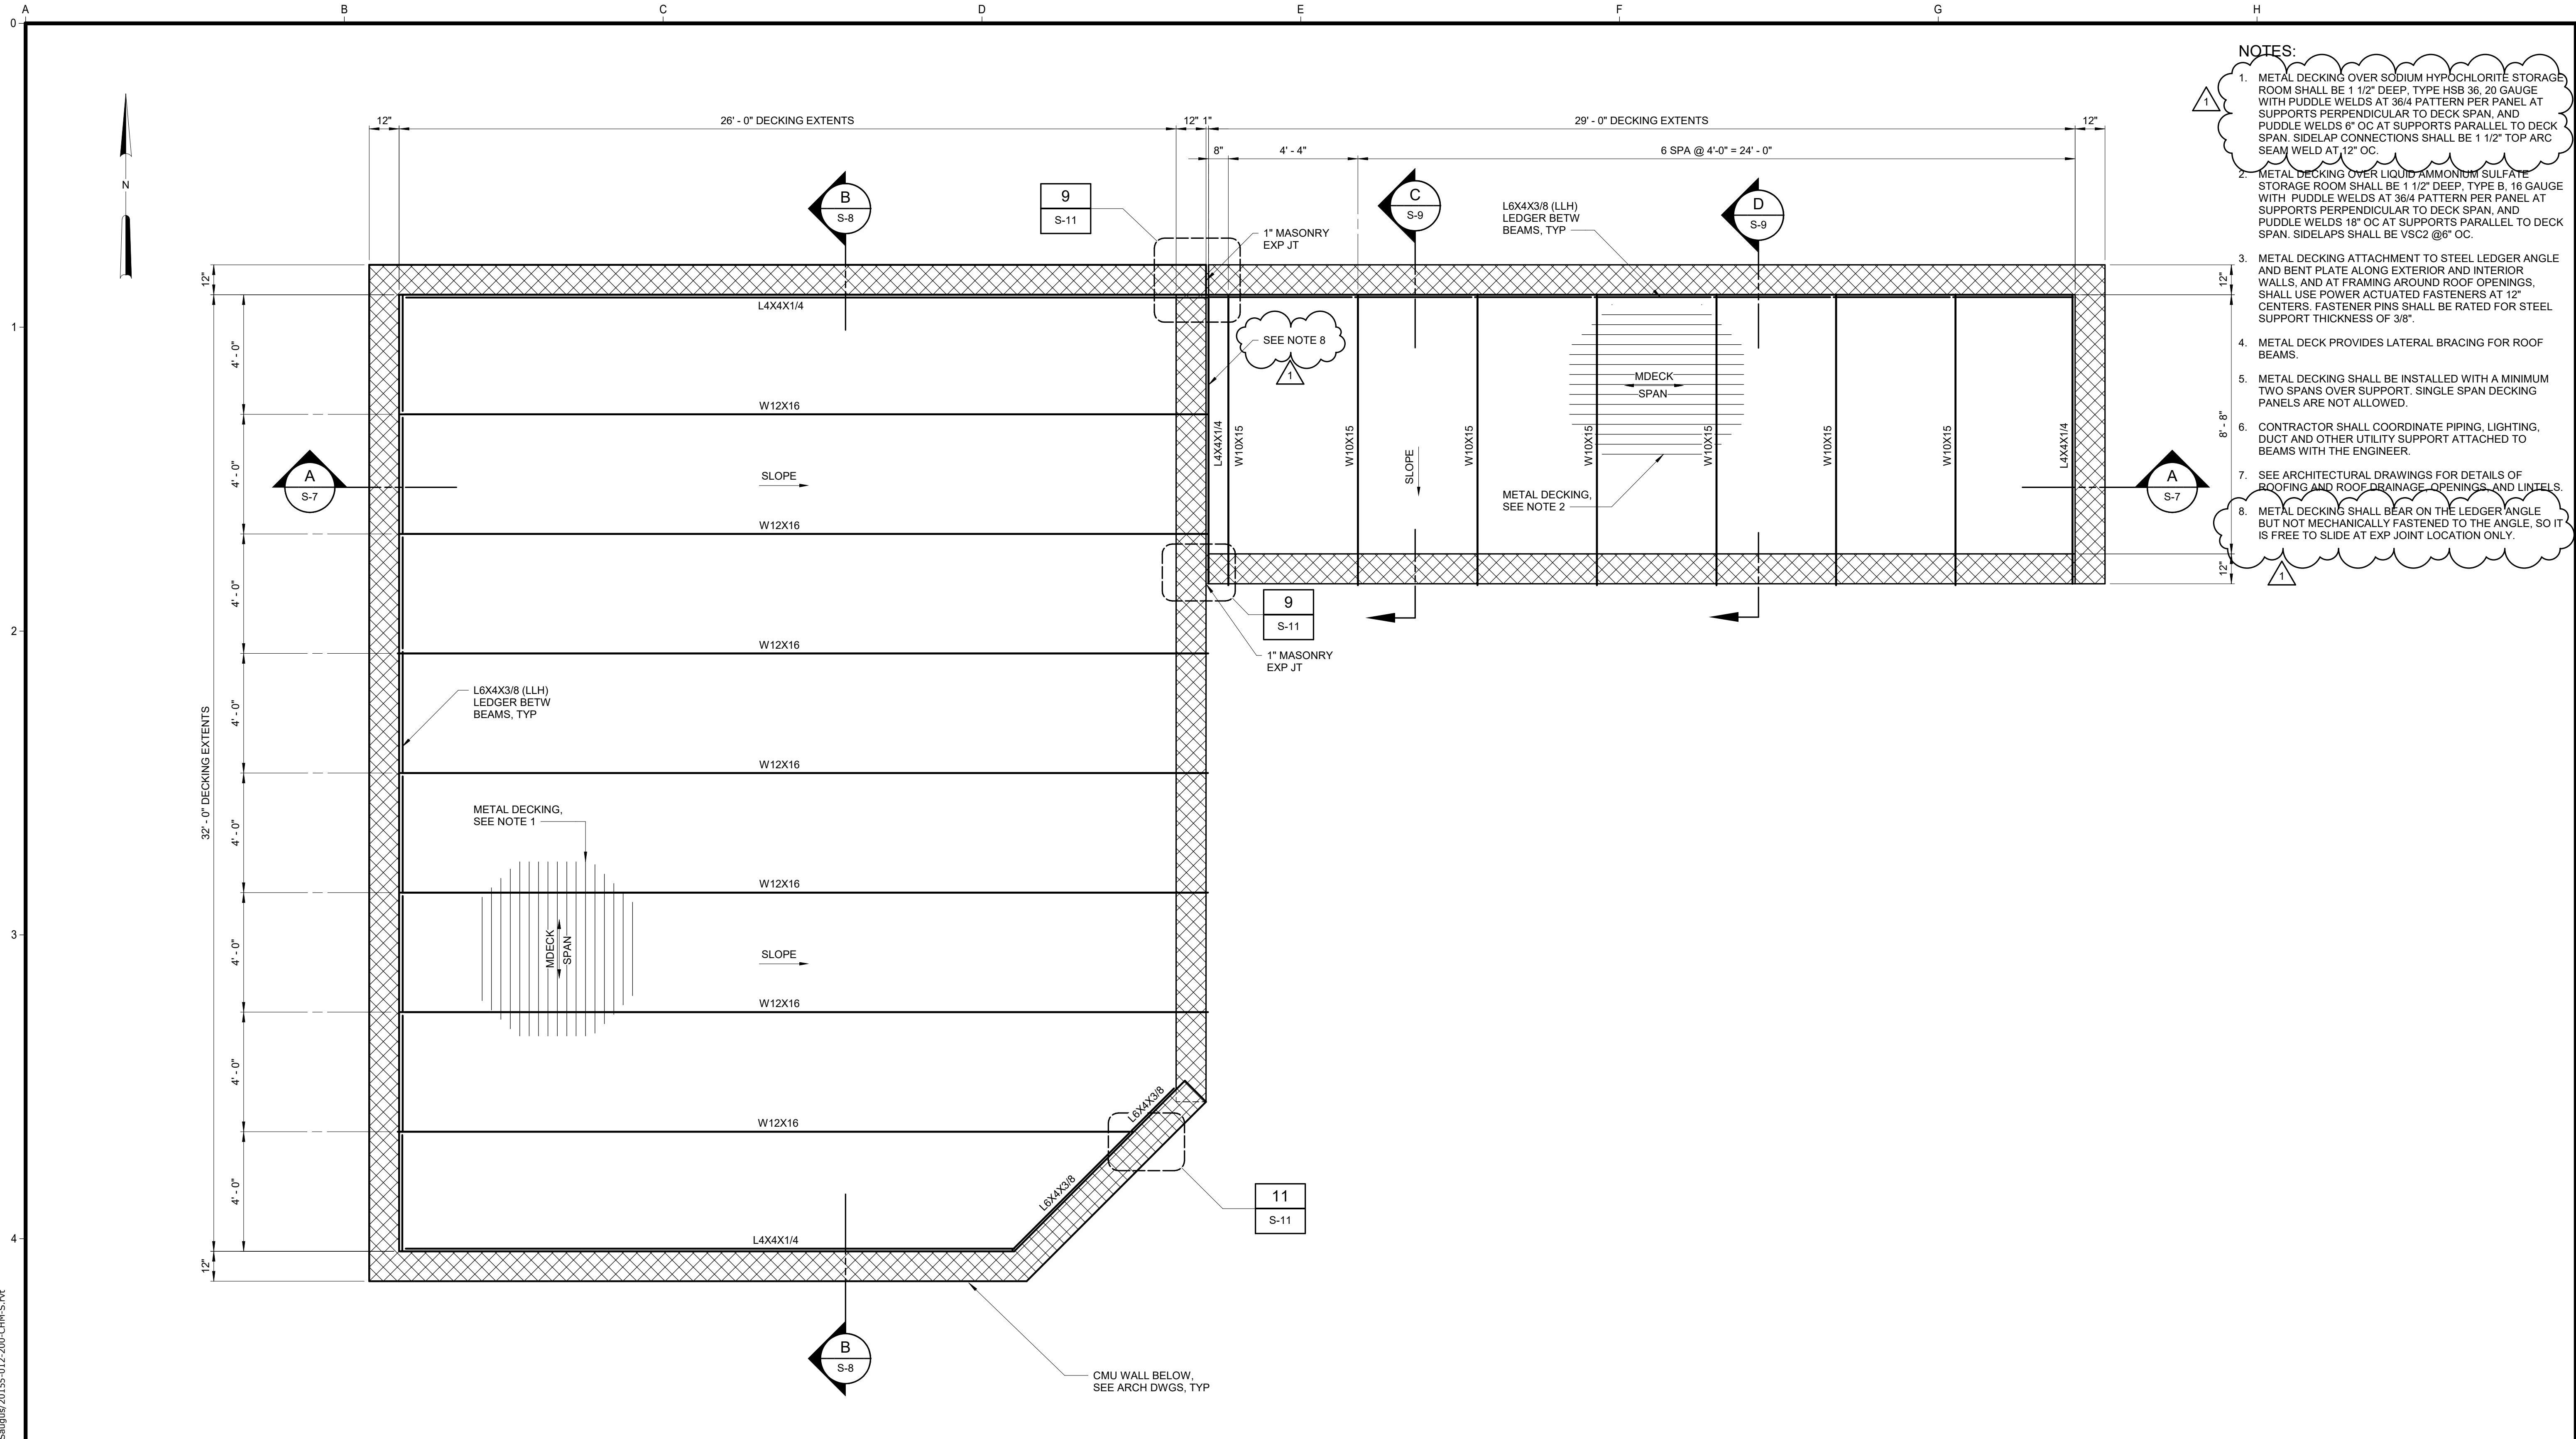 A B C D E F G H
0
1
2
3
4
N
12"
26' - 0" DECKING EXTENTS
12" 1"
29' - 0" DECKING EXTENTS
12"
8"
4' - 4"
6 SPA @ 4'-0" = 24' - 0"
B
S-8
9
S-11
C
S-9
D
S-9
L6X4X3/8 (LLH)
LEDGER BETW
BEAMS, TYP
1" MASONRY
EXP JT
12"
32' - 0" DECKING EXTENTS
4' - 0"
4' - 0"
4' - 0"
4' - 0"
4' - 0"
4' - 0"
4' - 0"
4' - 0"
12"
L4X4X1/4
SEE NOTE 8
1
W12X16
SLOPE
W12X16
W12X16
W12X16
W12X16
SLOPE
W12X16
W12X16
L4X4X1/4
A
S-7
A
S-7
L4X4X1/4
W10X15
W10X15
SLOPE
W10X15
W10X15
W10X15
W10X15
W10X15
L4X4X1/4
MDECK
SPAN
METAL DECKING,
SEE NOTE 2
12"
8' - 8"
12"
9
S-11
1" MASONRY
EXP JT
L6X4X3/8 (LLH)
LEDGER BETW
BEAMS, TYP
METAL DECKING,
SEE NOTE 1
MDECK
SPAN
L6X4X3/8
L6X4X3/8
11
S-11
B
S-8
CMU WALL BELOW,
SEE ARCH DWGS, TYP
NOTES:
1
1. METAL DECKING OVER SODIUM HYPOCHLORITE STORAGE
ROOM SHALL BE 1 1/2" DEEP, TYPE HSB 36, 20 GAUGE
WITH PUDDLE WELDS AT 36/4 PATTERN PER PANEL AT
SUPPORTS PERPENDICULAR TO DECK SPAN, AND
PUDDLE WELDS 6" OC AT SUPPORTS PARALLEL TO DECK
SPAN. SIDELAP CONNECTIONS SHALL BE 1 1/2" TOP ARC
SEAM WELD AT 12" OC.
2. METAL DECKING OVER LIQUID AMMONIUM SULFATE
STORAGE ROOM SHALL BE 1 1/2" DEEP, TYPE B, 16 GAUGE
WITH PUDDLE WELDS AT 36/4 PATTERN PER PANEL AT
SUPPORTS PERPENDICULAR TO DECK SPAN, AND
PUDDLE WELDS 18" OC AT SUPPORTS PARALLEL TO DECK
SPAN. SIDELAPS SHALL BE VSC2 @6" OC.
3. METAL DECKING ATTACHMENT TO STEEL LEDGER ANGLE
AND BENT PLATE ALONG EXTERIOR AND INTERIOR
WALLS, AND AT FRAMING AROUND ROOF OPENINGS,
SHALL USE POWER ACTUATED FASTENERS AT 12"
CENTERS. FASTENER PINS SHALL BE RATED FOR STEEL
SUPPORT THICKNESS OF 3/8".
4. METAL DECK PROVIDES LATERAL BRACING FOR ROOF
BEAMS.
5. METAL DECKING SHALL BE INSTALLED WITH A MINIMUM
TWO SPANS OVER SUPPORT. SINGLE SPAN DECKING
PANELS ARE NOT ALLOWED.
6. CONTRACTOR SHALL COORDINATE PIPING, LIGHTING,
DUCT AND OTHER UTILITY SUPPORT ATTACHED TO
BEAMS WITH THE ENGINEER.
7. SEE ARCHITECTURAL DRAWINGS FOR DETAILS OF
ROOFING AND ROOF DRAINAGE, OPENINGS, AND LINTELS.
8. METAL DECKING SHALL BEAR ON THE LEDGER ANGLE
BUT NOT MECHANICALLY FASTENED TO THE ANGLE, SO IT
IS FREE TO SLIDE AT EXP JOINT LOCATION ONLY.
1